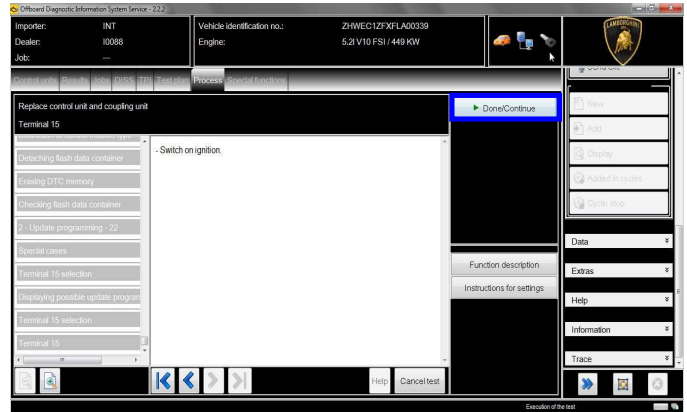 Offboard Diagnostic Information System Service - 2.2.2
Importer: INT
Dealer: I0088
Job: ---
Vehicle identification no.: ZHWEC1ZFXFLA00339
Engine: 5.2l V10 FSI / 449 KW
LAMBORGHINI
Control units Results Jobs DISS TPI Test plan Process Special functions
Replace control unit and coupling unit
Terminal 15
Detaching flash data container
Erasing DTC memory
Checking flash data container
2 - Update programming - 22
Special cases
Terminal 15 selection
Displaying possible update program
Terminal 15 selection
Terminal 15
- Switch on ignition.
Help
Cancel test
Done/Continue
Function description
Instructions for settings
New
Add
Display
Added in cycles
Cyclic stop
Data
Extras
Help
Information
Trace
Execution of the test